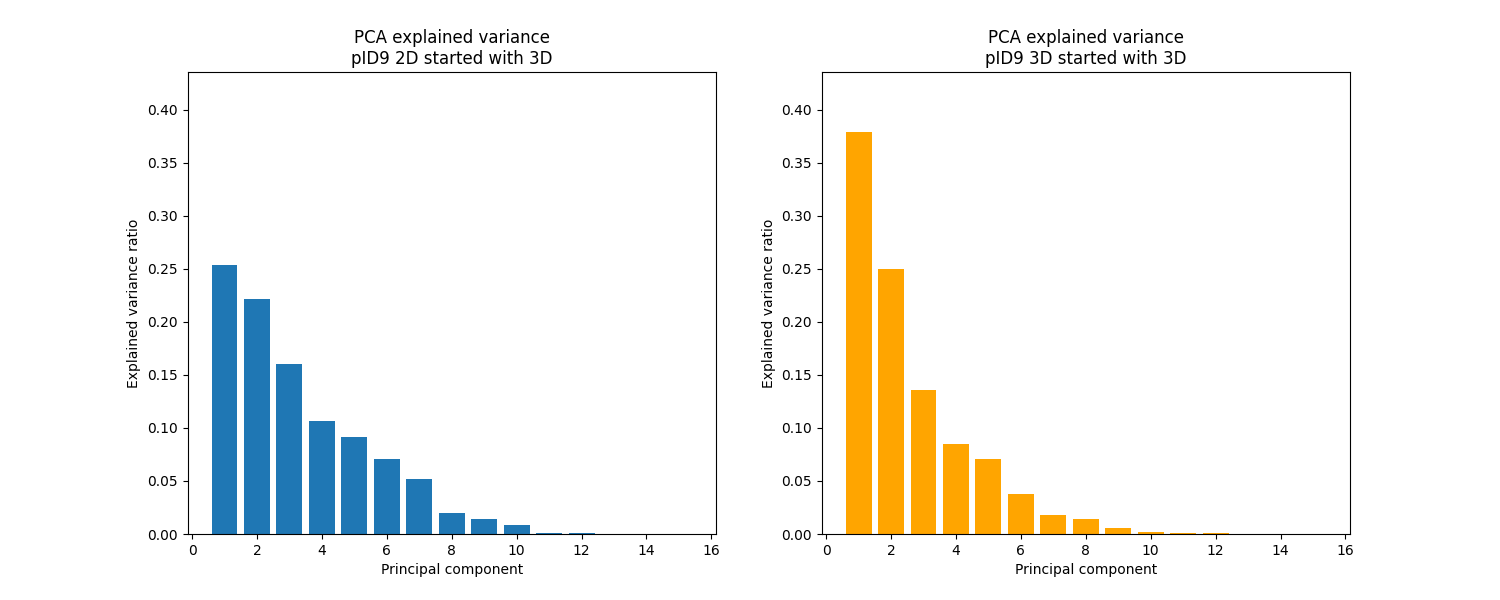 PCA explained variance
pID9 2D started with 3D
Explained variance ratio
0.40
0.35
0.30
0.25
0.20
0.15
0.10
0.05
0.00
0 2 4 6 8 10 12 14 16
Principal component
PCA explained variance
pID9 3D started with 3D
Explained variance ratio
0.40
0.35
0.30
0.25
0.20
0.15
0.10
0.05
0.00
0 2 4 6 8 10 12 14 16
Principal component